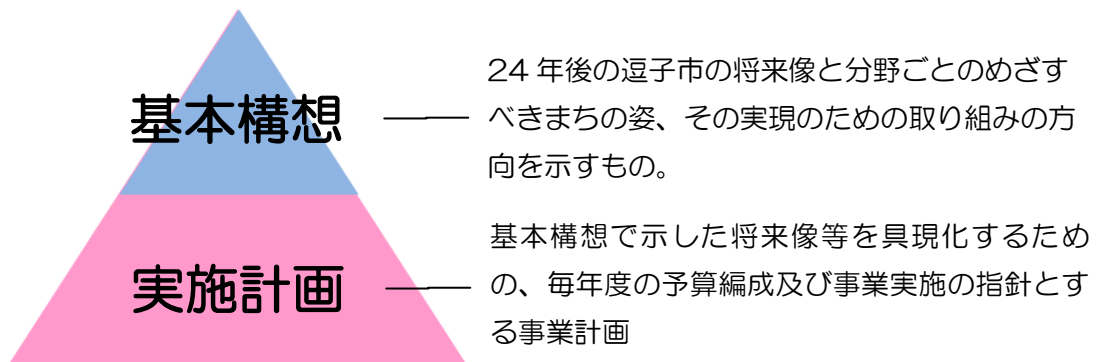 基本構想
24 年後の逗子市の将来像と分野ごとのめざす
べきまちの姿、その実現のための取り組みの方
向を示すもの。
実施計画
基本構想で示した将来像等を具現化するため
の、毎年度の予算編成及び事業実施の指針とす
る事業計画